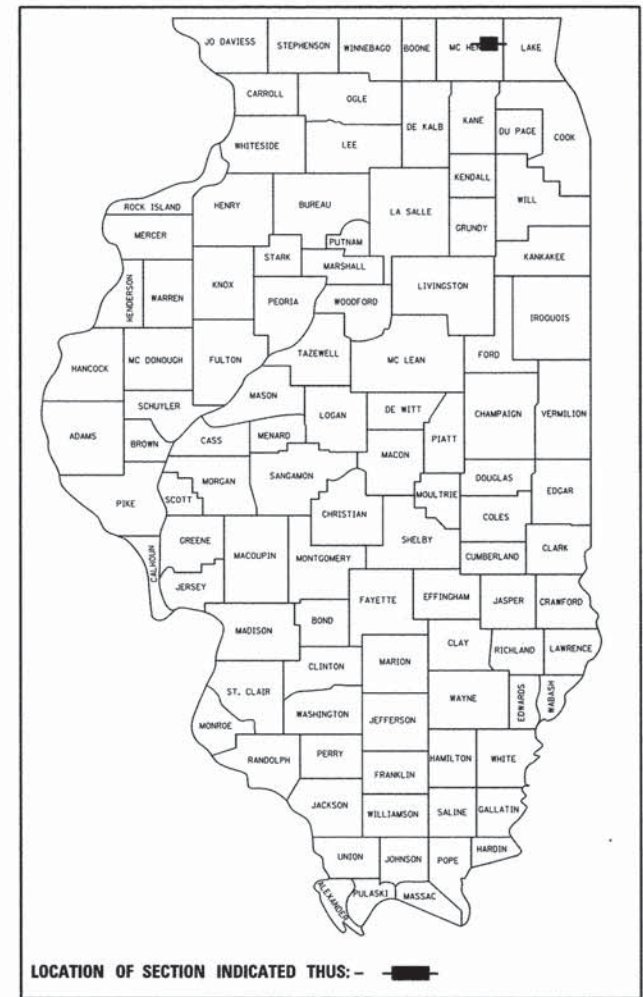 JO DAVIESS
STEPHENSON
WINNEBAGO
BOONE
MC HEN
LAKE
CARROLL
OGLE
DE KALB
KANE
DU PAGE
COOK
WHITESIDE
LEE
KENDALL
WILL
ROCK ISLAND
HENRY
BUREAU
LA SALLE
GRUNDY
MERCER
PUTNAM
KANKAKEE
STARK
MARSHALL
HENDERSON
WARREN
KNOX
PEORIA
WOODFORD
LIVINGSTON
IROQUOIS
HANCOCK
MC DONOUGH
FULTON
TAZEWELL
MC LEAN
FORD
SCHUYLER
MASON
LOGAN
DE WITT
CHAMPAIGN
VERMILION
ADAMS
BROWN
CASS
MENARD
MACON
PIATT
PIKE
SCOTT
MORGAN
SANGAMON
MOULTRIE
DOUGLAS
EDGAR
CHRISTIAN
COLES
GREENE
SHELBY
CALHOUN
MACOUPIN
MONTGOMERY
CUMBERLAND
CLARK
JERSEY
FAYETTE
EFFINGHAM
JASPER
CRAWFORD
MADISON
BOND
CLAY
RICHLAND
LAWRENCE
CLINTON
MARION
ST. CLAIR
WAYNE
EDWARDS
WABASH
MONROE
WASHINGTON
JEFFERSON
RANDOLPH
PERRY
HAMILTON
WHITE
FRANKLIN
JACKSON
WILLIAMSON
SALINE
GALLATIN
UNION
JOHNSON
POPE
HARDIN
ALEXANDER
PULASKI
MASSAC
LOCATION OF SECTION INDICATED THUS: -